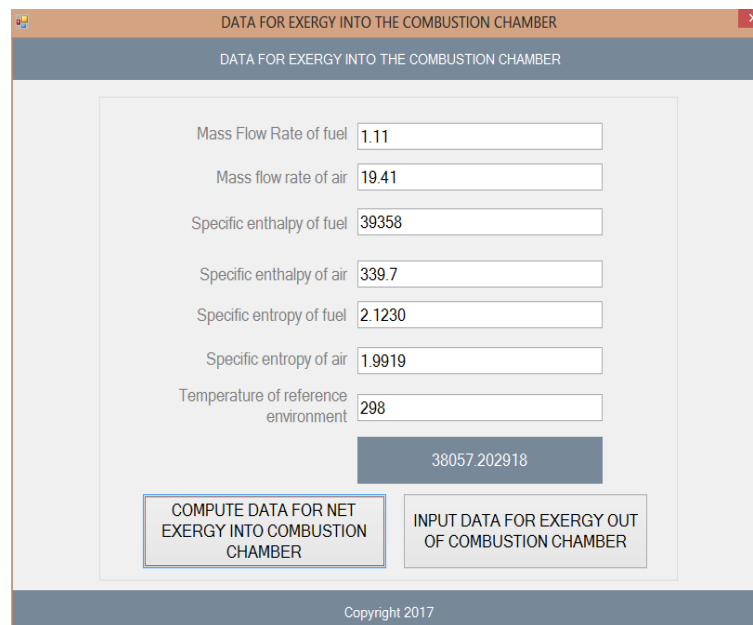 DATA FOR EXERGY INTO THE COMBUSTION CHAMBER
DATA FOR EXERGY INTO THE COMBUSTION CHAMBER
Mass Flow Rate of fuel 1.11
Mass flow rate of air 19.41
Specific enthalpy of fuel 39358
Specific enthalpy of air 339.7
Specific entropy of fuel 2.1230
Specific entropy of air 1.9919
Temperature of reference
environment 298
38057.202918
COMPUTE DATA FOR NET
EXERGY INTO COMBUSTION
CHAMBER
INPUT DATA FOR EXERGY OUT
OF COMBUSTION CHAMBER
Copyright 2017